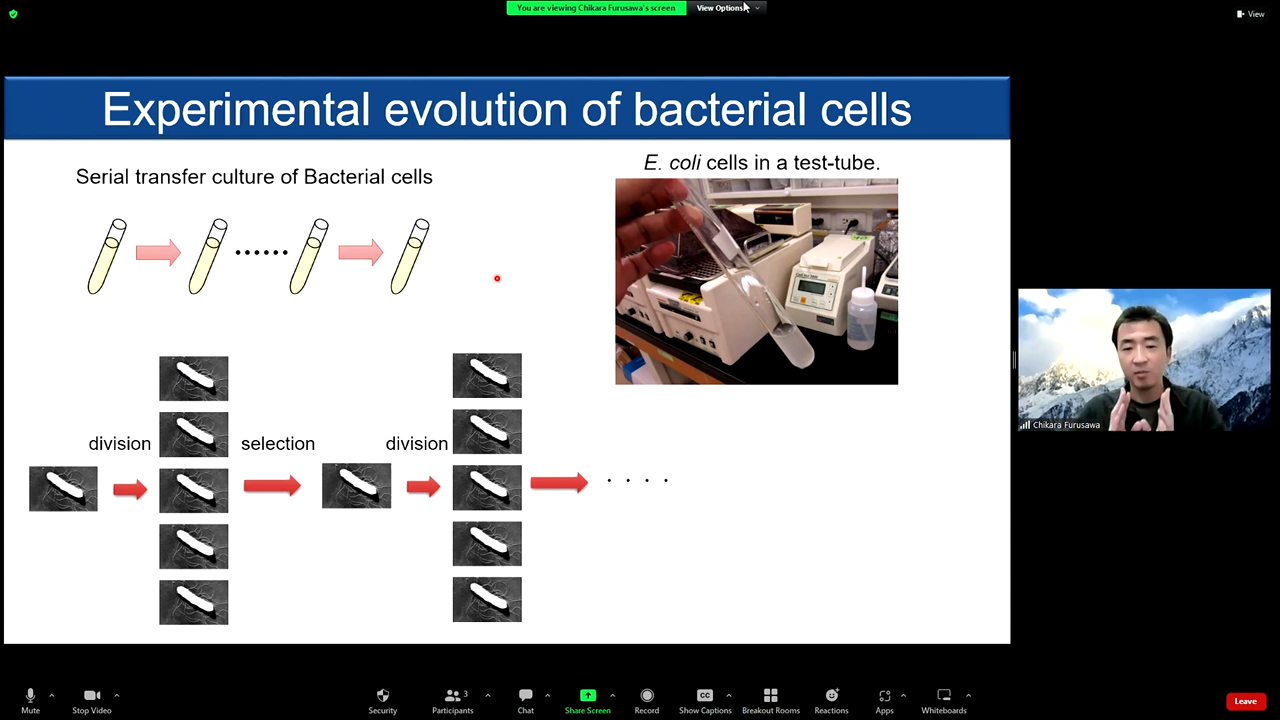 You are viewing Chikara Furusawa's screen
View Options
View
Experimental evolution of bacterial cells
Serial transfer culture of Bacterial cells
E. coli cells in a test-tube.
division
selection
division
. . . .
Chikara Furusawa
Mute
Stop Video
Security
3
Participants
Chat
Share Screen
Record
CC
Show Captions
Breakout Rooms
Reactions
Apps
Whiteboards
Leave